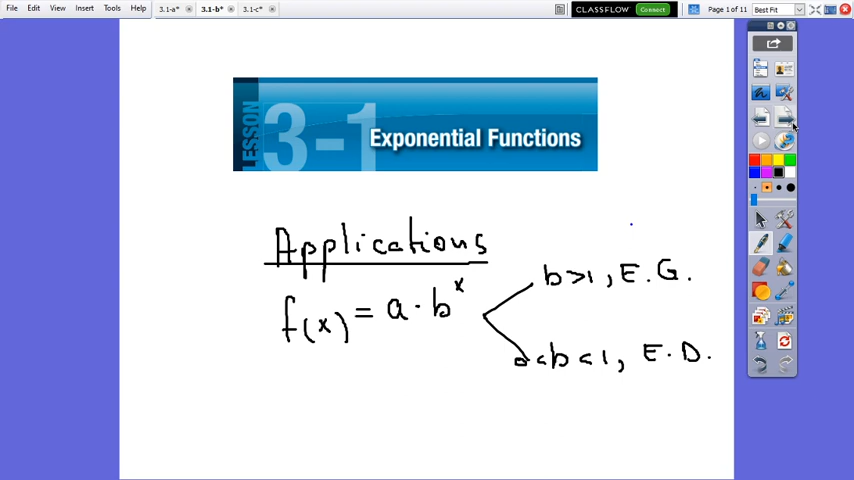 File Edit View Insert Tools Help
3.1-a* 3.1-b* 3.1-c*
CLASSFLOW Connect
Page 1 of 11 Best Fit
LESSON 3-1 Exponential Functions
Applications
f(x) = a · b^x
b>1, E.G.
0<b<1, E.D.